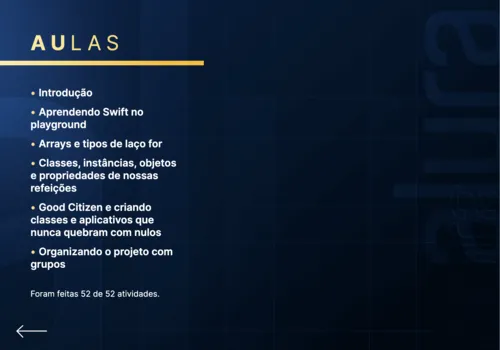 AULAS
• Introdução
• Aprendendo Swift no
playground
• Arrays e tipos de laço for
• Classes, instâncias, objetos
e propriedades de nossas
refeições
• Good Citizen e criando
classes e aplicativos que
nunca quebram com nulos
• Organizando o projeto com
grupos
Foram feitas 52 de 52 atividades.
alura